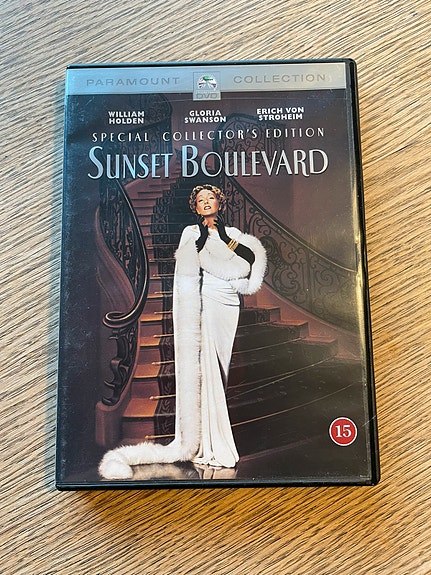 PARAMOUNT DVD COLLECTION
WILLIAM HOLDEN
GLORIA SWANSON
ERICH VON STROHEIM
SPECIAL COLLECTOR'S EDITION
SUNSET BOULEVARD
15